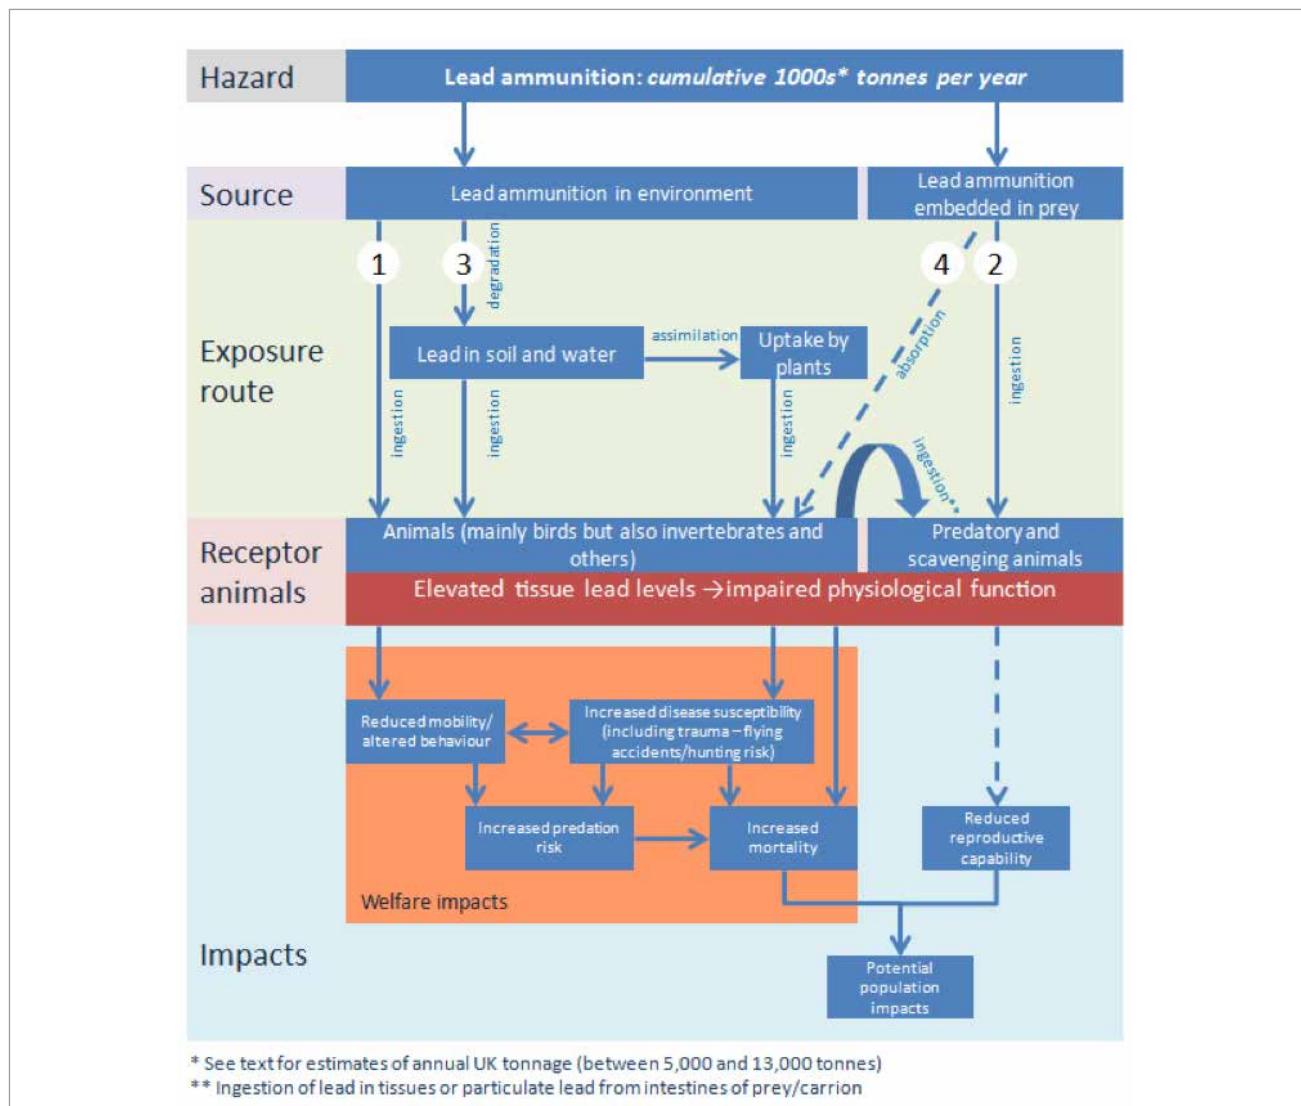 Hazard
Lead ammunition: cumulative 1000s* tonnes per year
Source
Lead ammunition in environment
Lead ammunition
embedded in prey
1
3
degradation
4
2
Exposure
route
Lead in soil and water
assimilation
Uptake by
plants
absorption
ingestion
ingestion
ingestion
ingestion
ingestion**
Receptor
animals
Animals (mainly birds but also invertebrates and
others)
Predatory and
scavenging animals
Elevated tissue lead levels →impaired physiological function
Reduced mobility/
altered behaviour
Increased disease susceptibility
(including trauma – flying
accidents/hunting risk)
Increased predation
risk
Increased
mortality
Reduced
reproductive
capability
Welfare impacts
Impacts
Potential
population
impacts
* See text for estimates of annual UK tonnage (between 5,000 and 13,000 tonnes)
** Ingestion of lead in tissues or particulate lead from intestines of prey/carrion